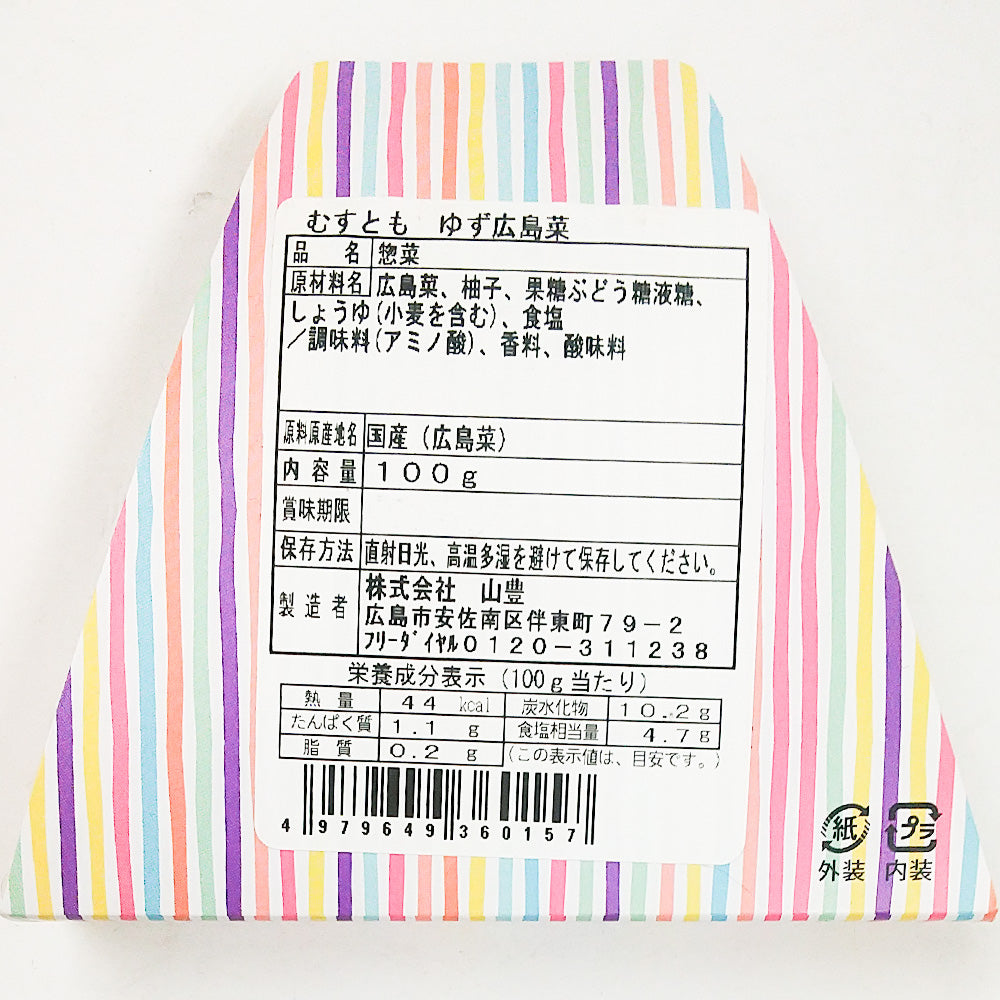 むすとも　ゆず広島菜
品名 惣菜
原材料名 広島菜、柚子、果糖ぶどう糖液糖、
しょうゆ(小麦を含む)、食塩
／調味料(アミノ酸)、香料、酸味料
原料原産地名 国産（広島菜）
内容量 １００ｇ
賞味期限
保存方法 直射日光、高温多湿を避けて保存してください。
製造者 株式会社　山豊
広島市安佐南区伴東町７９－２
ﾌﾘｰﾀﾞｲﾔﾙ０１２０－３１１２３８
栄養成分表示（100ｇ当たり）
熱量 44 kcal 炭水化物 10.2g
たんぱく質 1.1 g 食塩相当量 4.7g
脂質 0.2 g (この表示値は、目安です。)
4 979649 360157
紙 プラ
外装 内装